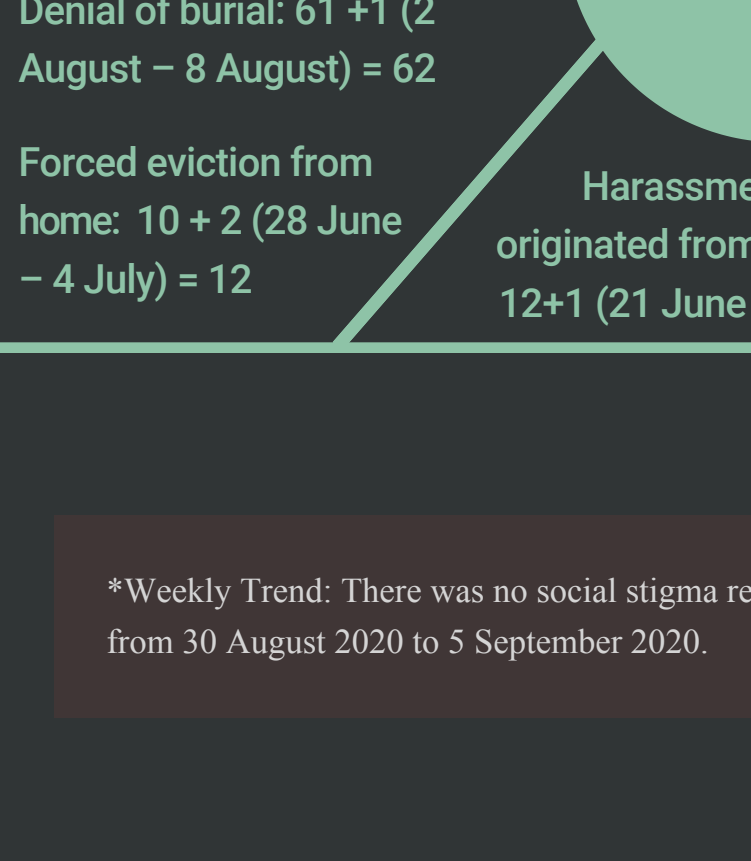 Denial of burial: 61 +1 (2
August – 8 August) = 62
Forced eviction from
home: 10 + 2 (28 June
– 4 July) = 12
Harassme
originated from
12+1 (21 June
*Weekly Trend: There was no social stigma re
from 30 August 2020 to 5 September 2020.